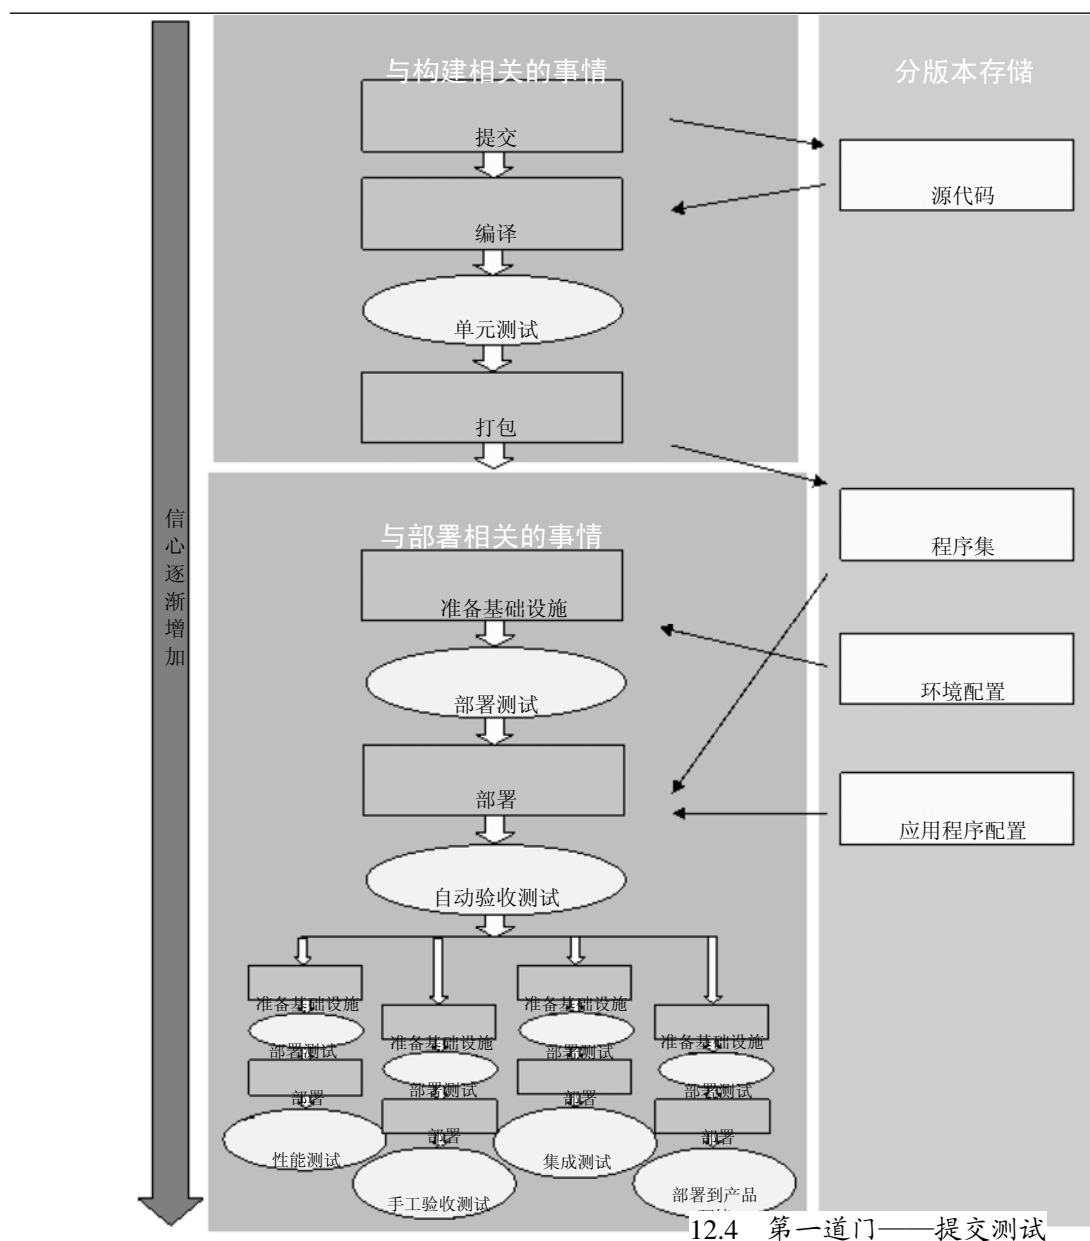 与构建相关的事情
分版本存储
提交
源代码
编译
单元测试
打包
信心逐渐增加
与部署相关的事情
程序集
准备基础设施
环境配置
部署测试
部署
应用程序配置
自动验收测试
准备基础设施
部署测试
部署
性能测试
准备基础设施
部署测试
部署
手工验收测试
准备基础设施
部署测试
部署
集成测试
准备基础设施
部署测试
部署
部署到产品
12.4 第一道门——提交测试